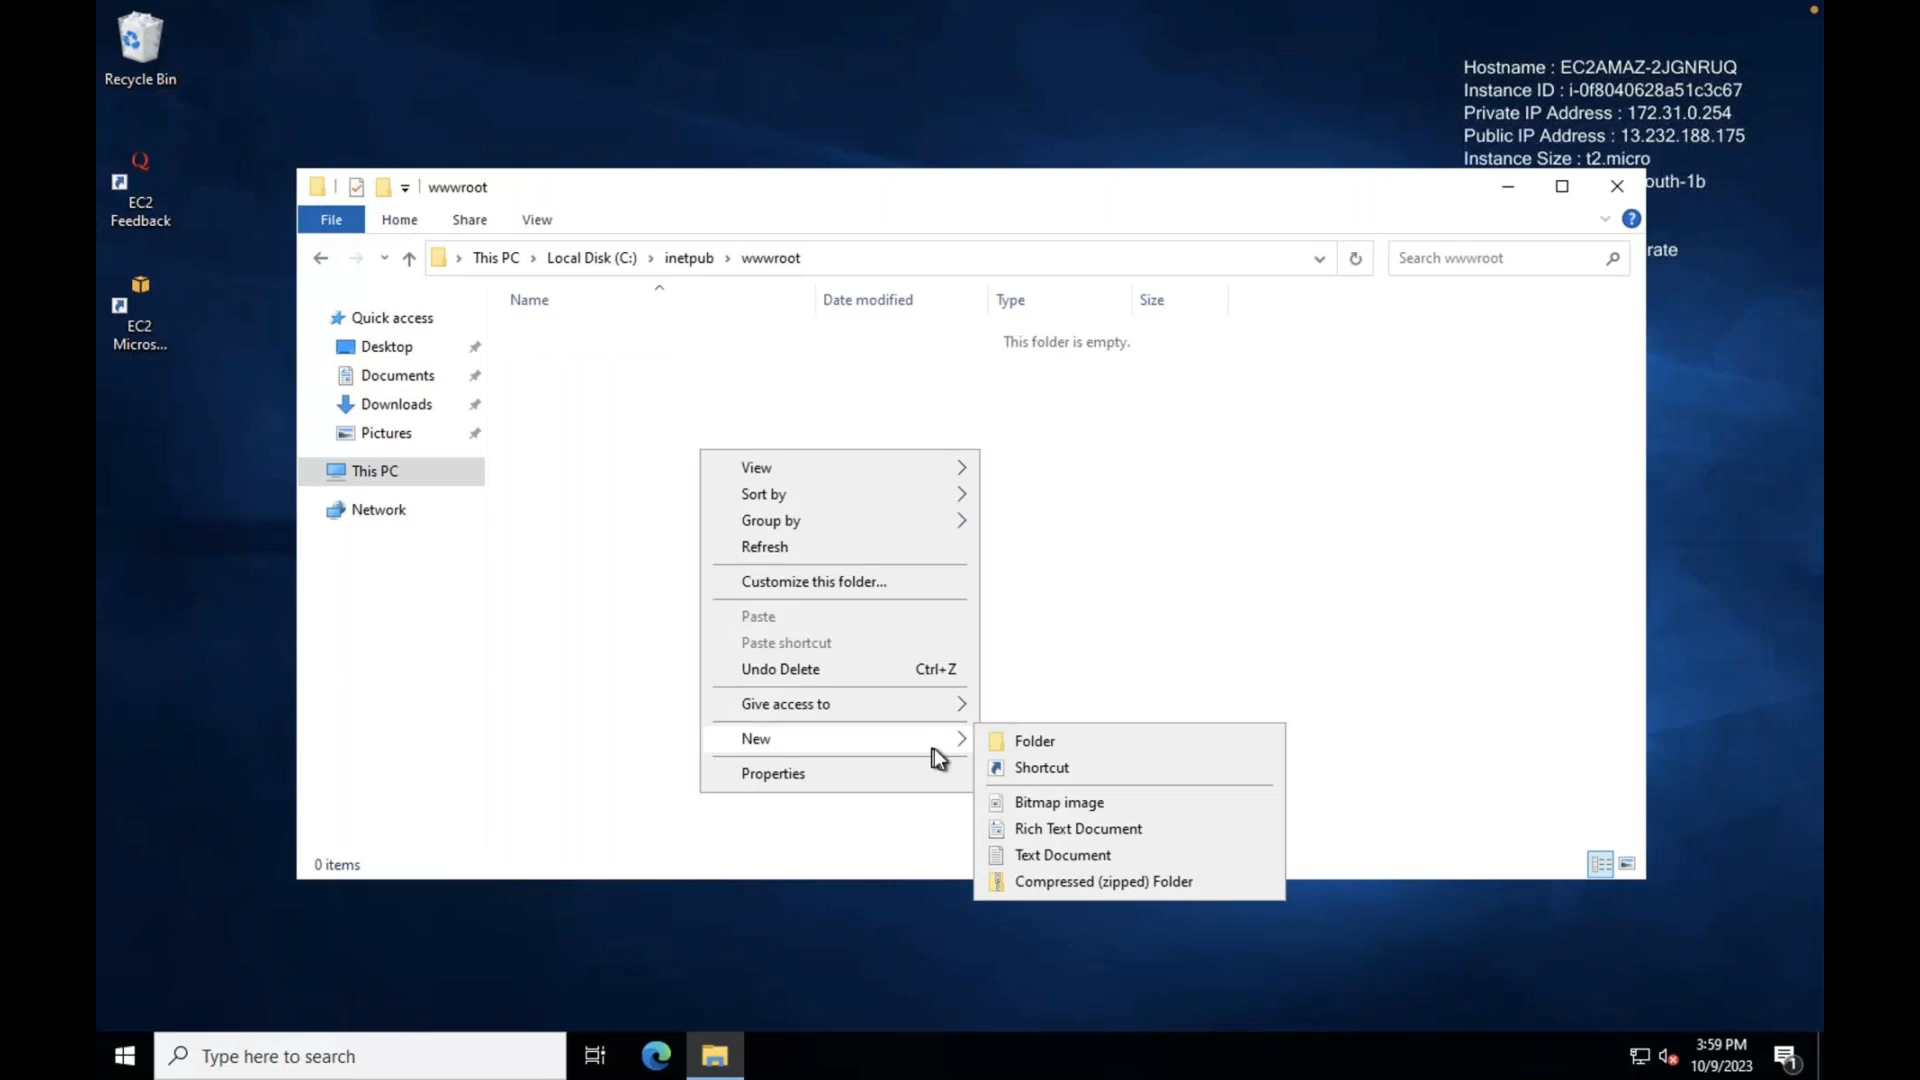 Recycle Bin
EC2
Feedback
EC2
Micros...
Hostname : EC2AMAZ-2JGNRUQ
Instance ID : i-0f8040628a51c3c67
Private IP Address : 172.31.0.254
Public IP Address : 13.232.188.175
Instance Size : t2.micro
outh-1b
rate
wwwroot
File Home Share View
This PC > Local Disk (C:) > inetpub > wwwroot
Search wwwroot
Name Date modified Type Size
This folder is empty.
Quick access
Desktop
Documents
Downloads
Pictures
This PC
Network
View
Sort by
Group by
Refresh
Customize this folder...
Paste
Paste shortcut
Undo Delete Ctrl+Z
Give access to
New
Properties
Folder
Shortcut
Bitmap image
Rich Text Document
Text Document
Compressed (zipped) Folder
0 items
Type here to search
3:59 PM
10/9/2023
1